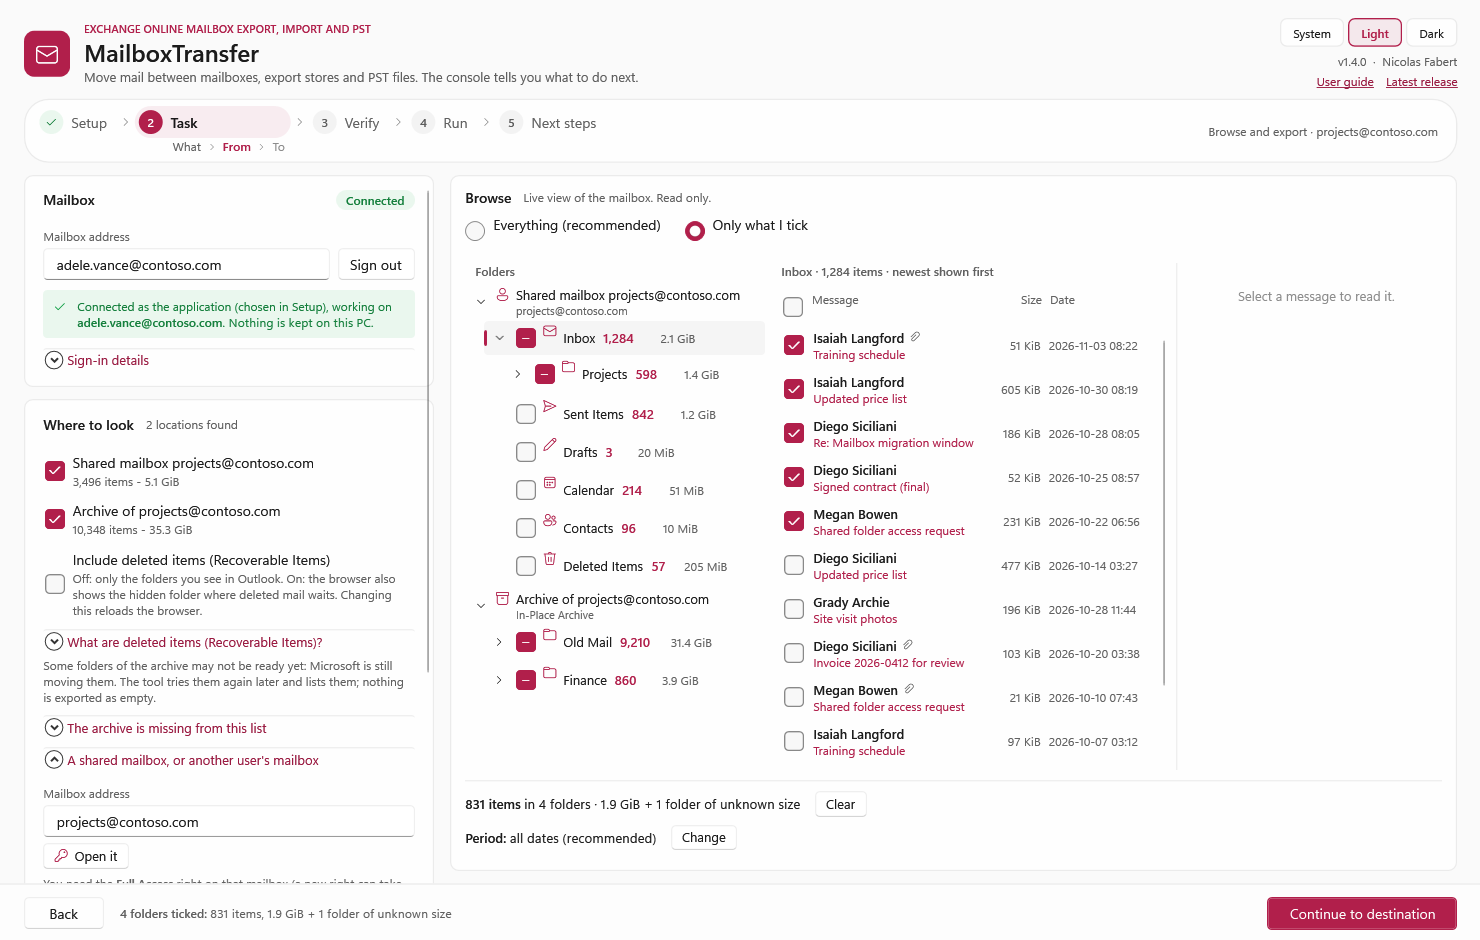 EXCHANGE ONLINE MAILBOX EXPORT, IMPORT AND PST
MailboxTransfer
Move mail between mailboxes, export stores and PST files. The console tells you what to do next.
System
Light
Dark
v1.4.0 · Nicolas Fabert
User guide
Latest release
Setup
2 Task
3 Verify
4 Run
5 Next steps
What
From
To
Browse and export · projects@contoso.com
Mailbox
Connected
Mailbox address
adele.vance@contoso.com
Sign out
Connected as the application (chosen in Setup), working on
adele.vance@contoso.com. Nothing is kept on this PC.
Sign-in details
Where to look
2 locations found
Shared mailbox projects@contoso.com
3,496 items - 5.1 GiB
Archive of projects@contoso.com
10,348 items - 35.3 GiB
Include deleted items (Recoverable Items)
Off: only the folders you see in Outlook. On: the browser also
shows the hidden folder where deleted mail waits. Changing
this reloads the browser.
What are deleted items (Recoverable Items)?
Some folders of the archive may not be ready yet: Microsoft is still
moving them. The tool tries them again later and lists them; nothing
is exported as empty.
The archive is missing from this list
A shared mailbox, or another user's mailbox
Mailbox address
projects@contoso.com
Open it
Browse
Live view of the mailbox. Read only.
Everything (recommended)
Only what I tick
Folders
Shared mailbox projects@contoso.com
projects@contoso.com
Inbox 1,284 2.1 GiB
Projects 598 1.4 GiB
Sent Items 842 1.2 GiB
Drafts 3 20 MiB
Calendar 214 51 MiB
Contacts 96 10 MiB
Deleted Items 57 205 MiB
Archive of projects@contoso.com
In-Place Archive
Old Mail 9,210 31.4 GiB
Finance 860 3.9 GiB
Inbox · 1,284 items · newest shown first
Message Size Date
Isaiah Langford
Training schedule
51 KiB 2026-11-03 08:22
Isaiah Langford
Updated price list
605 KiB 2026-10-30 08:19
Diego Siciliani
Re: Mailbox migration window
186 KiB 2026-10-28 08:05
Diego Siciliani
Signed contract (final)
52 KiB 2026-10-25 08:57
Megan Bowen
Shared folder access request
231 KiB 2026-10-22 06:56
Diego Siciliani
Updated price list
477 KiB 2026-10-14 03:27
Grady Archie
Site visit photos
196 KiB 2026-10-28 11:44
Diego Siciliani
Invoice 2026-0412 for review
103 KiB 2026-10-20 03:38
Megan Bowen
Shared folder access request
21 KiB 2026-10-10 07:43
Isaiah Langford
Training schedule
97 KiB 2026-10-07 03:12
Select a message to read it.
831 items in 4 folders · 1.9 GiB + 1 folder of unknown size
Clear
Period: all dates (recommended)
Change
Back
4 folders ticked: 831 items, 1.9 GiB + 1 folder of unknown size
Continue to destination